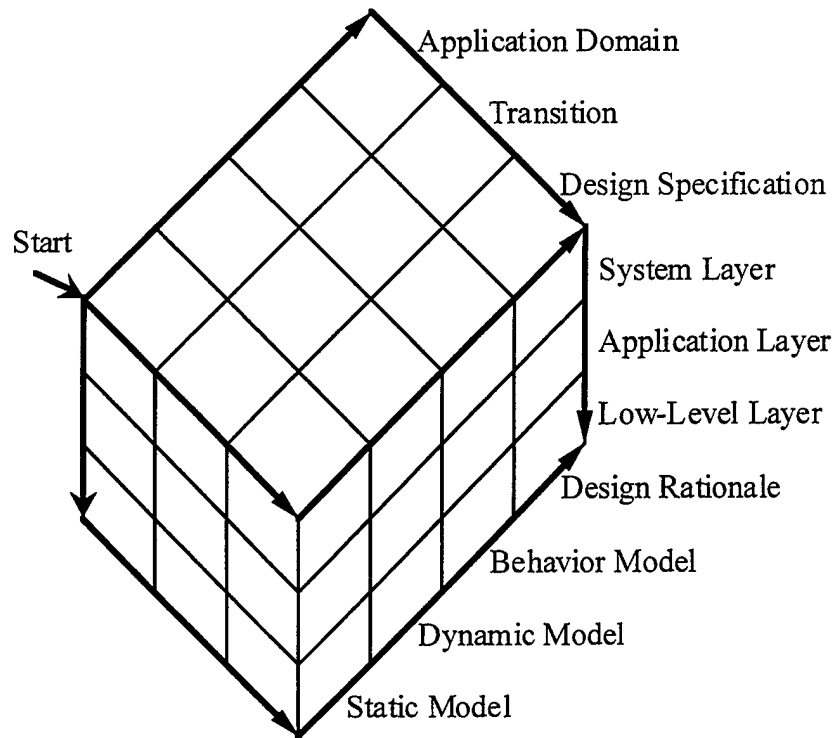 Application Domain
Transition
Design Specification
Start
System Layer
Application Layer
Low-Level Layer
Design Rationale
Behavior Model
Dynamic Model
Static Model